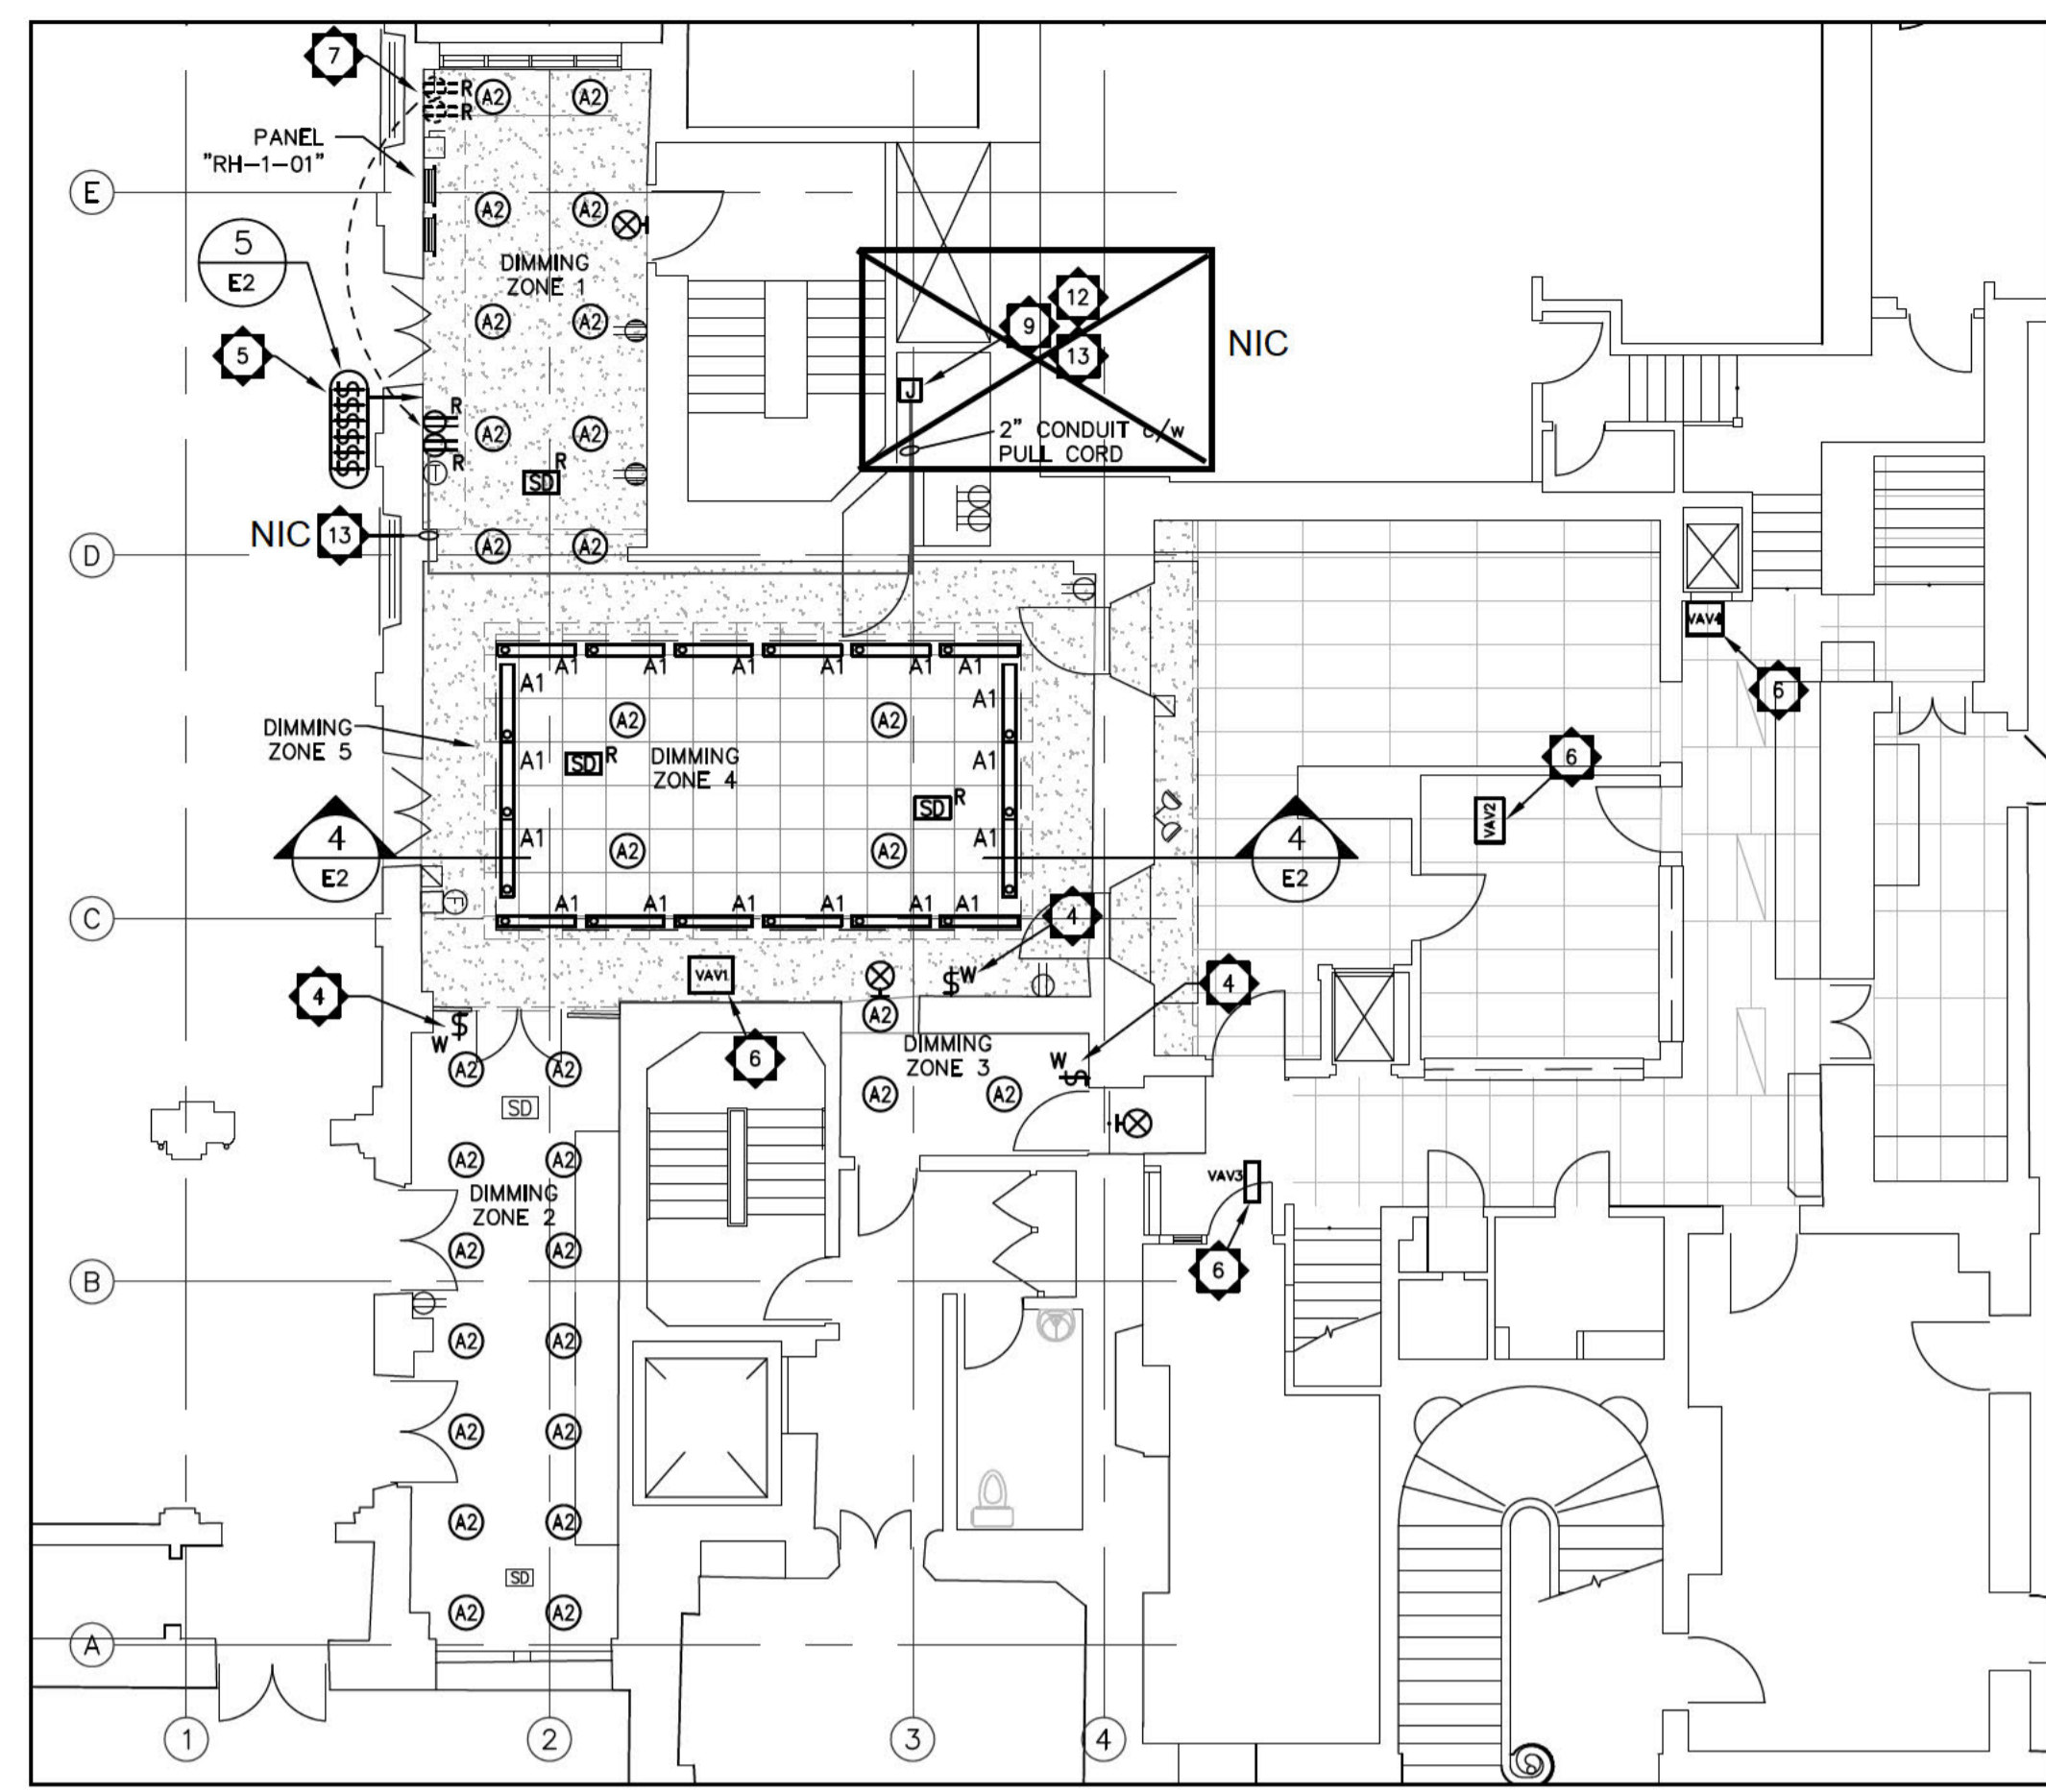 7
R
R
A2
A2
PANEL
"RH-1-01"
E
A2
A2
5
E2
DIMMING
ZONE 1
12
9
13
NIC
5
A2
A2
J
$$$$$$
R
A2
A2
2" CONDUIT c/w
PULL CORD
R
R
T
SD
NIC
13
D
A2
A2
VAV4
6
A1
A1
A1
A1
A1
A1
A1
A1
DIMMING
ZONE 5
A2
A2
6
A1
SD
R
DIMMING
ZONE 4
A1
R
SD
VAV2
4
E2
A1
A2
A2
A1
4
E2
F
A1
A1
A1
A1
A1
A1
C
4
VAV1
$W
4
4
$
W
A2
DIMMING
ZONE 3
6
W
$
A2
A2
A2
A2
SD
A2
A2
DIMMING
ZONE 2
VAV3
A2
A2
B
6
A2
A2
A2
A2
A2
A2
SD
A2
A2
A
1
2
3
4